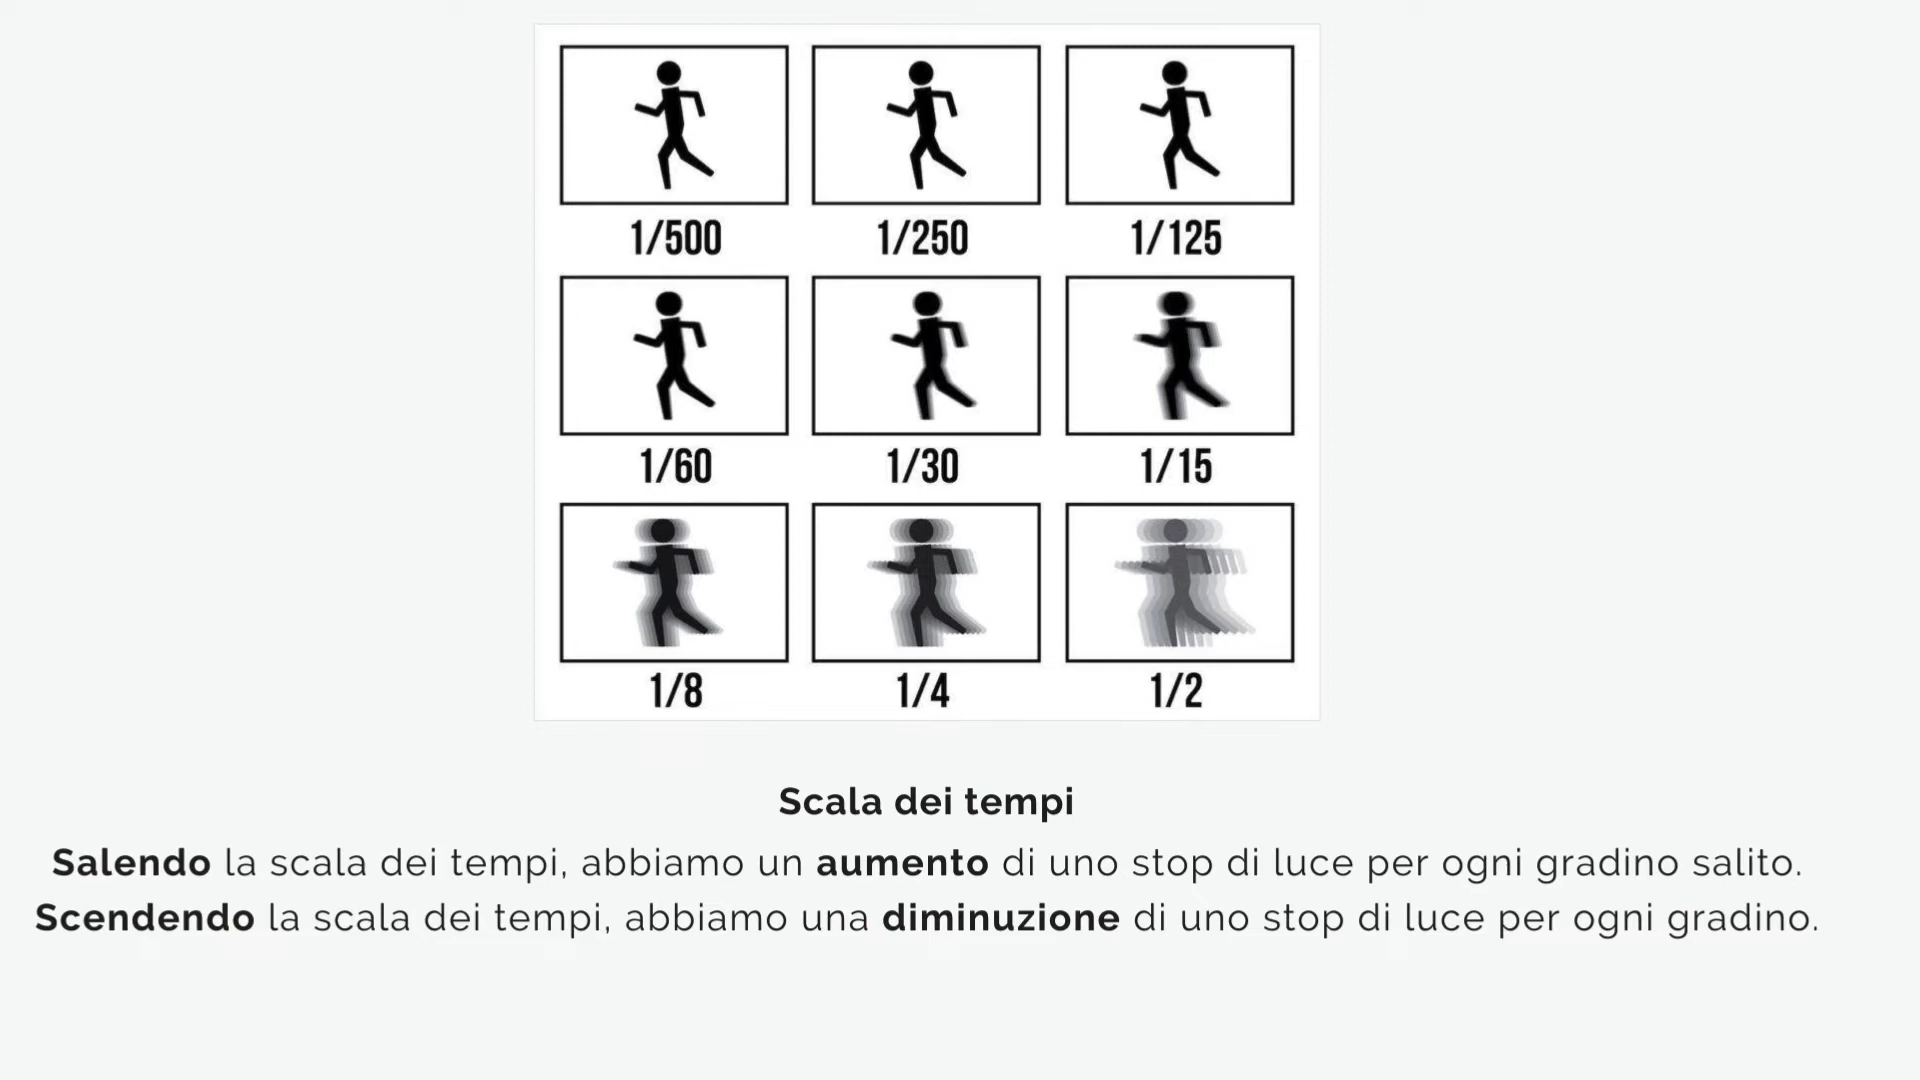 1/500 1/250 1/125
1/60 1/30 1/15
1/8 1/4 1/2
Scala dei tempi
Salendo la scala dei tempi, abbiamo un aumento di uno stop di luce per ogni gradino salito.
Scendendo la scala dei tempi, abbiamo una diminuzione di uno stop di luce per ogni gradino.